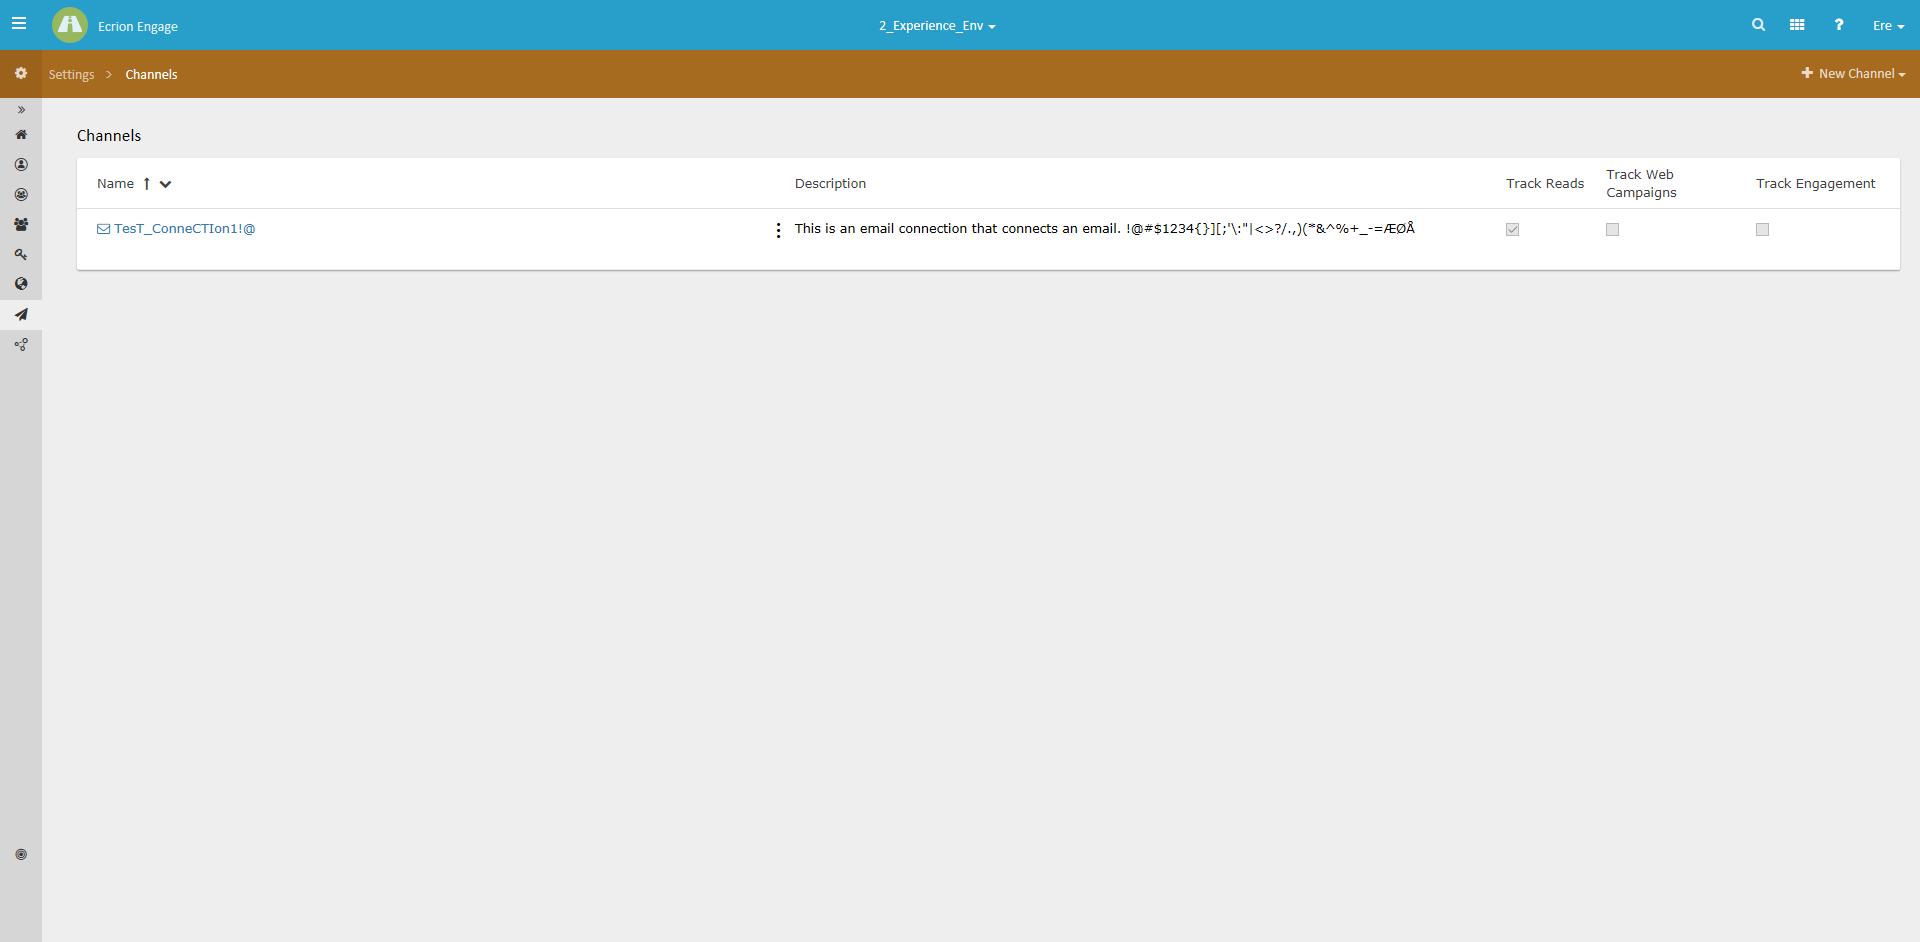 Ecrion Engage
2_Experience_Env
Ere
Settings > Channels
New Channel
Channels
Name
Description
Track Reads
Track Web
Campaigns
Track Engagement
TesT_ConneCTIon1!@
This is an email connection that connects an email. !@#$1234{}][;'\:"|<>?/.,)(*&^%+_-=ÆØÅ